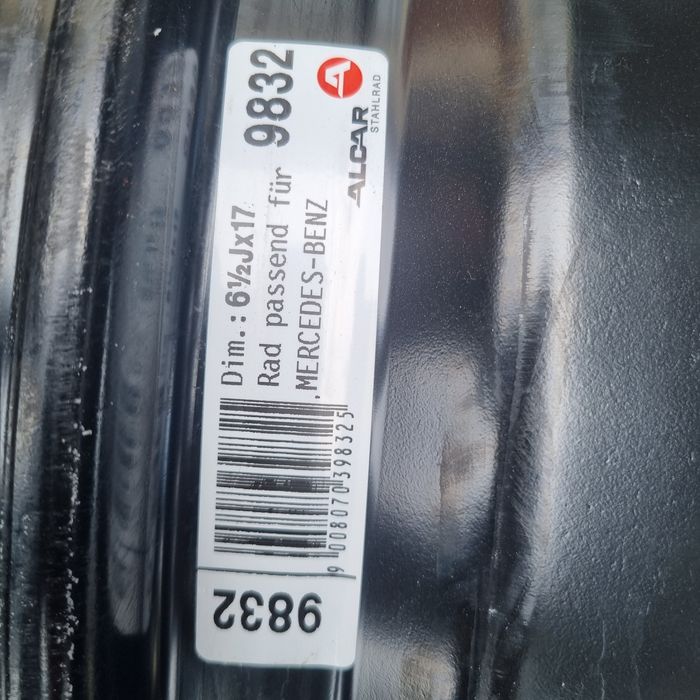 Dim.: 6½Jx17
9832
Rad passend für
,MERCEDES-BENZ
A
ALCAR
STAHLRAD
9 008070 398325
9832